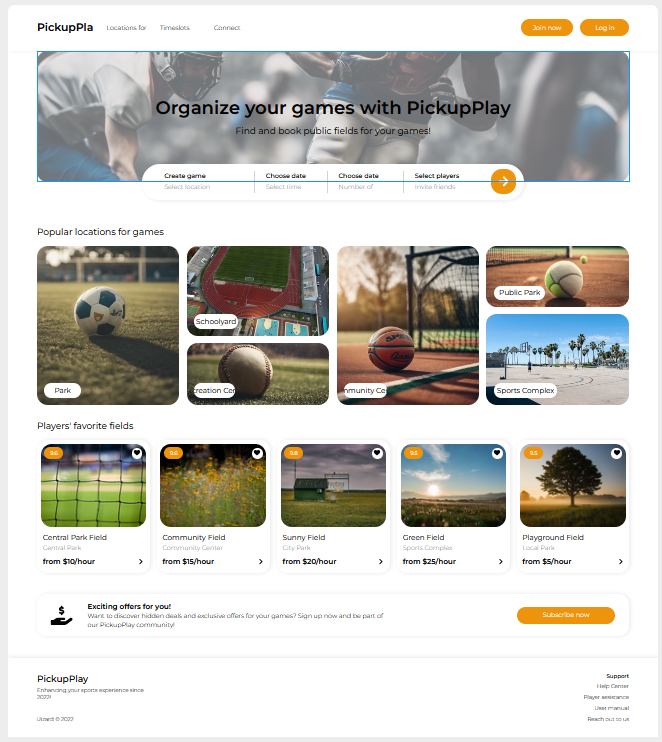 PickupPla
Locations for
Timeslots
Connect
Join now
Log in
Organize your games with PickupPlay
Find and book public fields for your games!
Create game
Choose date
Choose date
Select players
Select location
Select time
Number of
Invite friends
Popular locations for games
Park
Schoolyard
reation Cen
mmunity Ce
Public Park
Sports Complex
Players' favorite fields
9.6
9.6
9.8
9.5
9.5
Central Park Field
Central Park
from $10/hour
Community Field
Community Center
from $15/hour
Sunny Field
City Park
from $20/hour
Green Field
Sports Complex
from $25/hour
Playground Field
Local Park
from $5/hour
Exciting offers for you!
Want to discover hidden deals and exclusive offers for your games? Sign up now and be part of
our PickupPlay community!
Subscribe now
PickupPlay
Enhancing your sports experience since
2022!
Uizard © 2022
Support
Help Center
Player assistance
User manual
Reach out to us